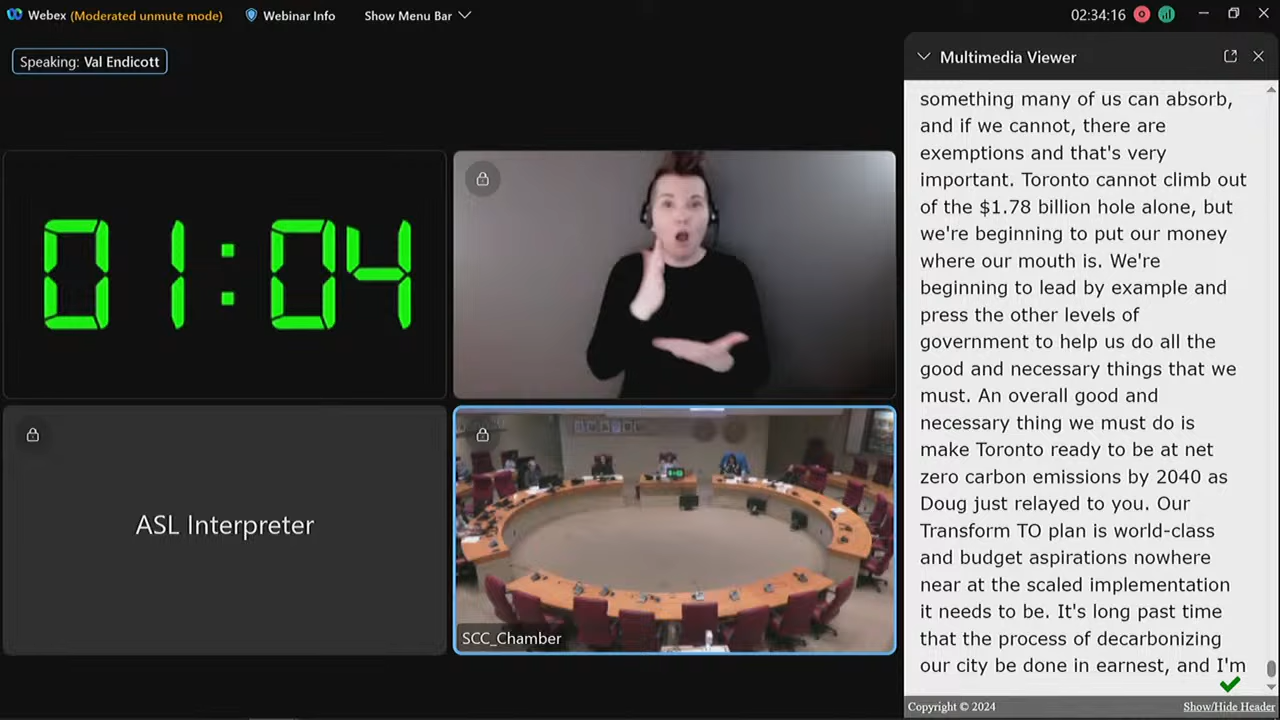 Webex (Moderated unmute mode) Webinar Info Show Menu Bar 02:34:16
Speaking: Val Endicott
01:04
ASL Interpreter
SCC_Chamber
Multimedia Viewer
something many of us can absorb,
and if we cannot, there are
exemptions and that's very
important. Toronto cannot climb out
of the $1.78 billion hole alone, but
we're beginning to put our money
where our mouth is. We're
beginning to lead by example and
press the other levels of
government to help us do all the
good and necessary things that we
must. An overall good and
necessary thing we must do is
make Toronto ready to be at net
zero carbon emissions by 2040 as
Doug just relayed to you. Our
Transform TO plan is world-class
and budget aspirations nowhere
near at the scaled implementation
it needs to be. It's long past time
that the process of decarbonizing
our city be done in earnest, and I'm
Copyright © 2024 Show/Hide Header